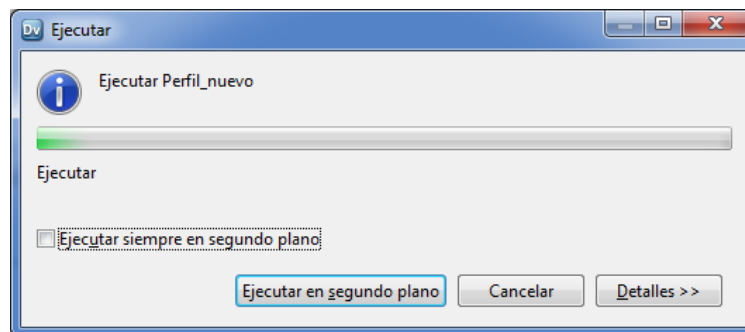 Dv Ejecutar
Ejecutar Perfil_nuevo
Ejecutar
Ejecutar siempre en segundo plano
Ejecutar en segundo plano Cancelar Detalles >>